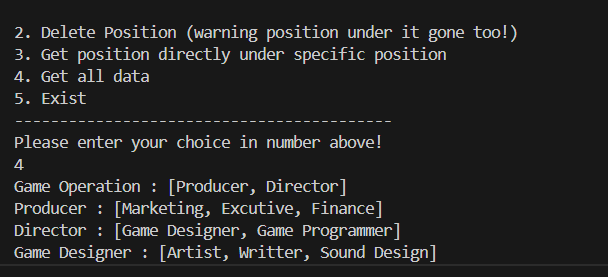 2. Delete Position (warning position under it gone too!)
3. Get position directly under specific position
4. Get all data
5. Exist
------------------------------------------
Please enter your choice in number above!
4
Game Operation : [Producer, Director]
Producer : [Marketing, Excutive, Finance]
Director : [Game Designer, Game Programmer]
Game Designer : [Artist, Writter, Sound Design]